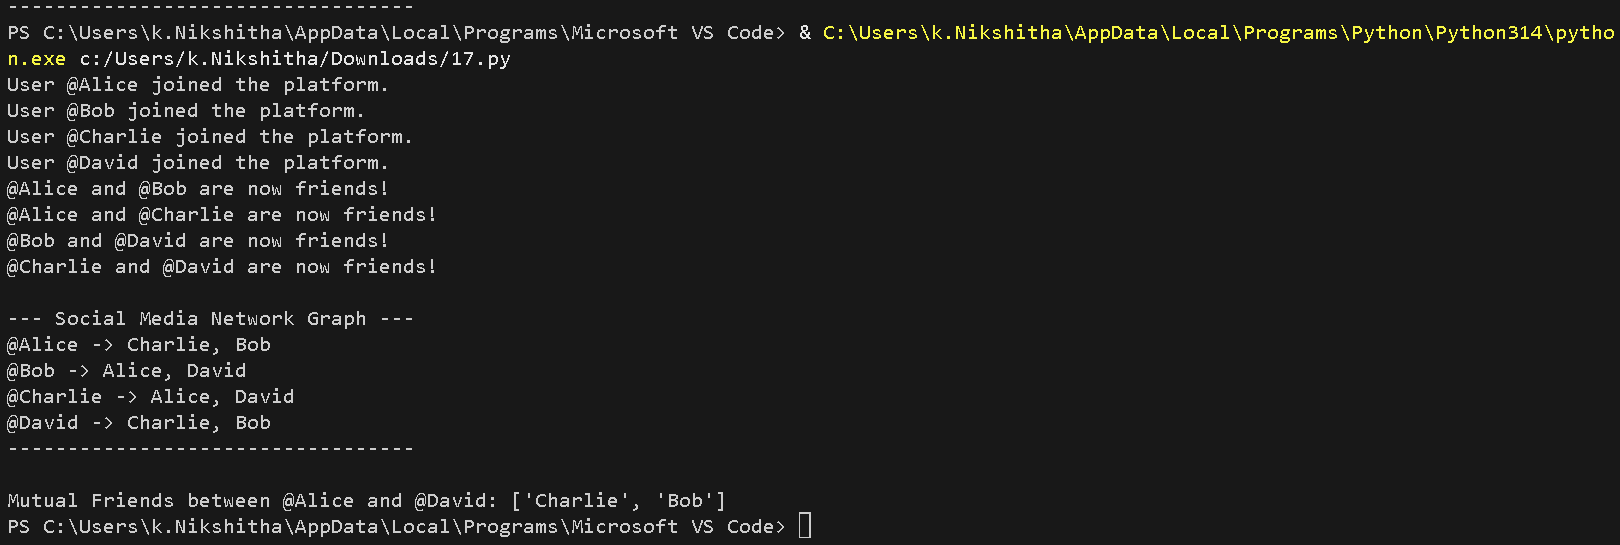 ----------------------------------
PS C:\Users\k.Nikshitha\AppData\Local\Programs\Microsoft VS Code> & C:\Users\k.Nikshitha\AppData\Local\Programs\Python\Python314\pytho
n.exe c:/Users/k.Nikshitha/Downloads/17.py
User @Alice joined the platform.
User @Bob joined the platform.
User @Charlie joined the platform.
User @David joined the platform.
@Alice and @Bob are now friends!
@Alice and @Charlie are now friends!
@Bob and @David are now friends!
@Charlie and @David are now friends!
--- Social Media Network Graph ---
@Alice -> Charlie, Bob
@Bob -> Alice, David
@Charlie -> Alice, David
@David -> Charlie, Bob
----------------------------------
Mutual Friends between @Alice and @David: ['Charlie', 'Bob']
PS C:\Users\k.Nikshitha\AppData\Local\Programs\Microsoft VS Code>